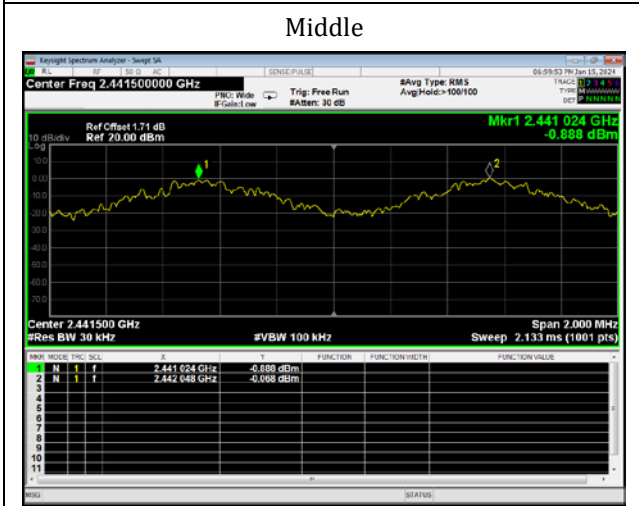 Middle
Keysight Spectrum Analyzer - Swept SA
RL RF 50 Ω AC SENSE:PULSE 06:59:53 PM Jan 15, 2024
Center Freq 2.441500000 GHz #Avg Type: RMS TRACE 1 2 3 4 5
PNO: Wide Trig: Free Run Avg|Hold:>100/100 TYPE M
IFGain:Low #Atten: 30 dB DET P N N N N N
Mkr1 2.441 024 GHz
Ref Offset 1.71 dB
10 dB/div Ref 20.00 dBm -0.888 dBm
Log
10.0
1 2
0.00
-10.0
-20.0
-30.0
-40.0
-50.0
-60.0
-70.0
Center 2.441500 GHz Span 2.000 MHz
#Res BW 30 kHz #VBW 100 kHz Sweep 2.133 ms (1001 pts)
MKR MODE TRC SCL X Y FUNCTION FUNCTION WIDTH FUNCTION VALUE
1 N 1 f 2.441 024 GHz -0.888 dBm
2 N 1 f 2.442 048 GHz -0.068 dBm
3
4
5
6
7
8
9
10
11
MSG STATUS